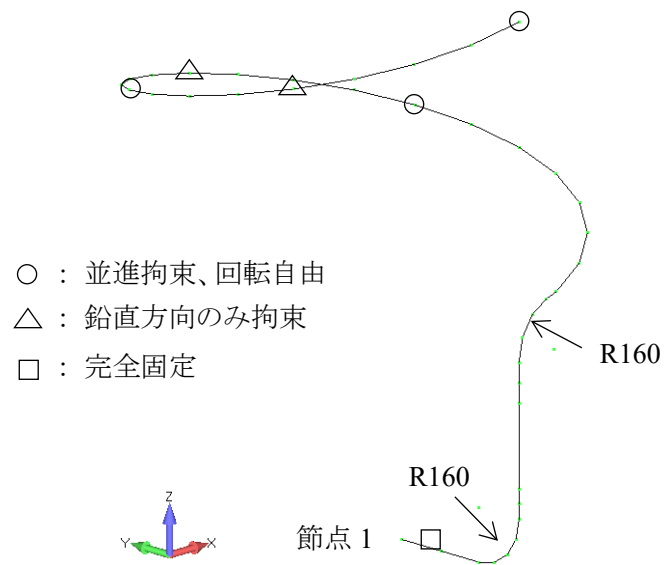 ○ : 並進拘束、回転自由
△ : 鉛直方向のみ拘束
□ : 完全固定
R160
R160
節点 1
Z
Y
X